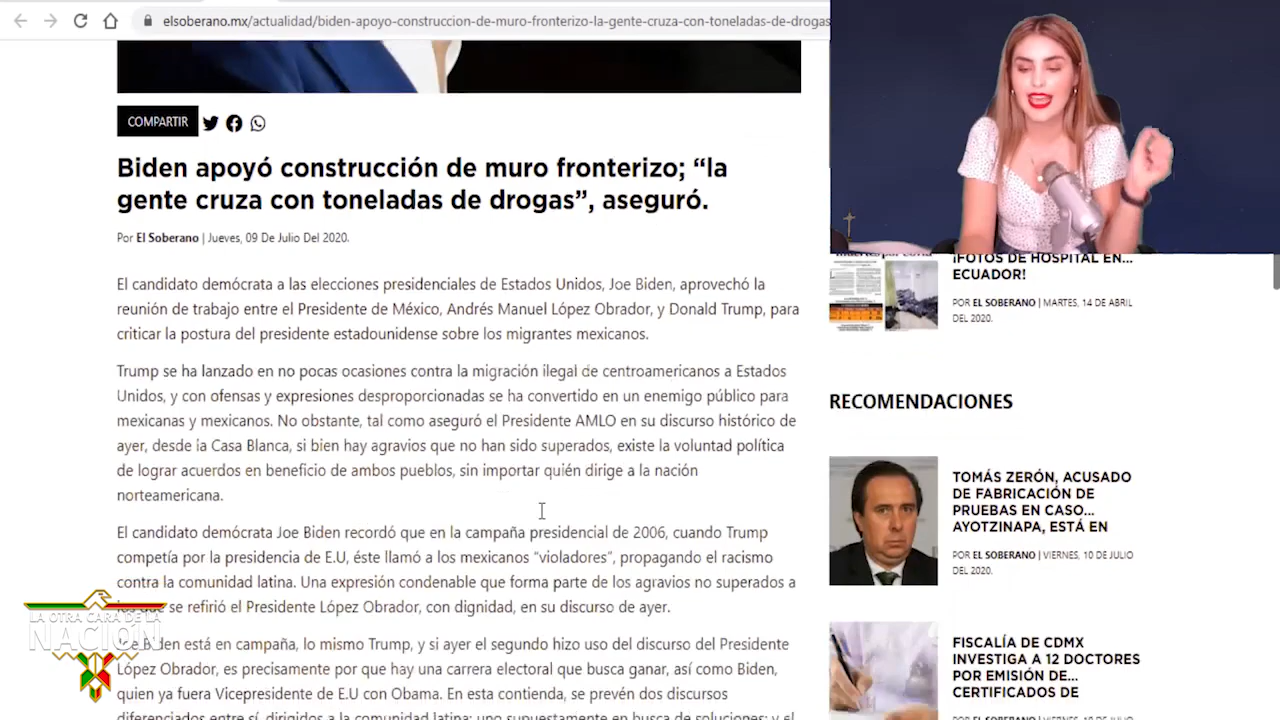 elsoberano.mx/actualidad/biden-apoyo-construccion-de-muro-fronterizo-la-gente-cruza-con-toneladas-de-drogas
COMPARTIR
Biden apoyó construcción de muro fronterizo; “la
gente cruza con toneladas de drogas”, aseguró.
Por El Soberano | Jueves, 09 De Julio Del 2020.
El candidato demócrata a las elecciones presidenciales de Estados Unidos, Joe Biden, aprovechó la
reunión de trabajo entre el Presidente de México, Andrés Manuel López Obrador, y Donald Trump, para
criticar la postura del presidente estadounidense sobre los migrantes mexicanos.
Trump se ha lanzado en no pocas ocasiones contra la migración ilegal de centroamericanos a Estados
Unidos, y con ofensas y expresiones desproporcionadas se ha convertido en un enemigo público para
mexicanas y mexicanos. No obstante, tal como aseguró el Presidente AMLO en su discurso histórico de
ayer, desde la Casa Blanca, si bien hay agravios que no han sido superados, existe la voluntad política
de lograr acuerdos en beneficio de ambos pueblos, sin importar quién dirige a la nación
norteamericana.
El candidato demócrata Joe Biden recordó que en la campaña presidencial de 2006, cuando Trump
competía por la presidencia de E.U, éste llamó a los mexicanos “violadores”, propagando el racismo
contra la comunidad latina. Una expresión condenable que forma parte de los agravios no superados a
se refirió el Presidente López Obrador, con dignidad, en su discurso de ayer.
Biden está en campaña, lo mismo Trump, y si ayer el segundo hizo uso del discurso del Presidente
López Obrador, es precisamente por que hay una carrera electoral que busca ganar, así como Biden,
quien ya fuera Vicepresidente de E.U con Obama. En esta contienda, se prevén dos discursos
diferenciados entre sí, dirigidos a la comunidad latina: uno supuestamente en busca de soluciones; y el
LA OTRA CARA DE LA
NACIÓN
¡FOTOS DE HOSPITAL EN...
ECUADOR!
POR EL SOBERANO | MARTES, 14 DE ABRIL
DEL 2020.
RECOMENDACIONES
TOMÁS ZERÓN, ACUSADO
DE FABRICACIÓN DE
PRUEBAS EN CASO...
AYOTZINAPA, ESTÁ EN
POR EL SOBERANO | VIERNES, 10 DE JULIO
DEL 2020.
FISCALÍA DE CDMX
INVESTIGA A 12 DOCTORES
POR EMISIÓN DE...
CERTIFICADOS DE